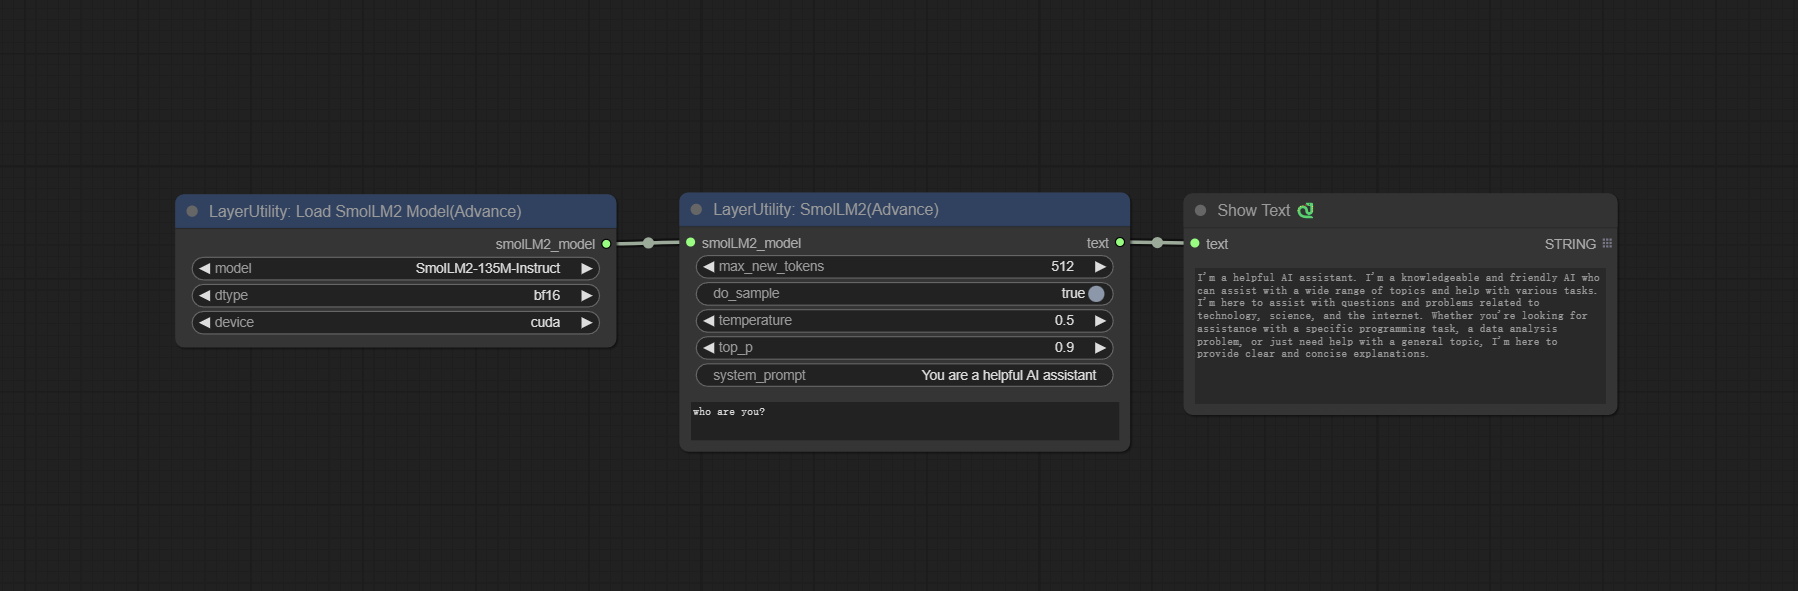 LayerUtility: Load SmolLM2 Model(Advance)
smolLM2_model
model SmolLM2-135M-Instruct
dtype bf16
device cuda
LayerUtility: SmolLM2(Advance)
smolLM2_model text
max_new_tokens 512
do_sample true
temperature 0.5
top_p 0.9
system_prompt You are a helpful AI assistant
who are you?
Show Text
text STRING
I'm a helpful AI assistant. I'm a knowledgeable and friendly AI who
can assist with a wide range of topics and help with various tasks.
I'm here to assist with questions and problems related to
technology, science, and the internet. Whether you're looking for
assistance with a specific programming task, a data analysis
problem, or just need help with a general topic, I'm here to
provide clear and concise explanations.